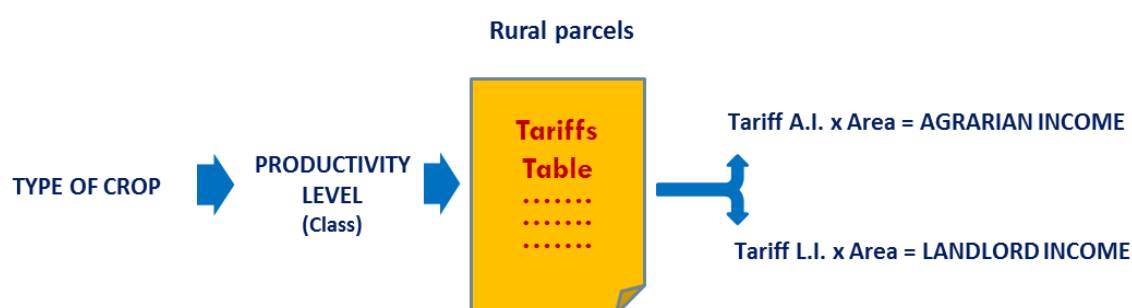 Rural parcels
TYPE OF CROP
PRODUCTIVITY
LEVEL
(Class)
Tariffs
Table
.......
.......
.......
Tariff A.I. x Area = AGRARIAN INCOME
Tariff L.I. x Area = LANDLORD INCOME